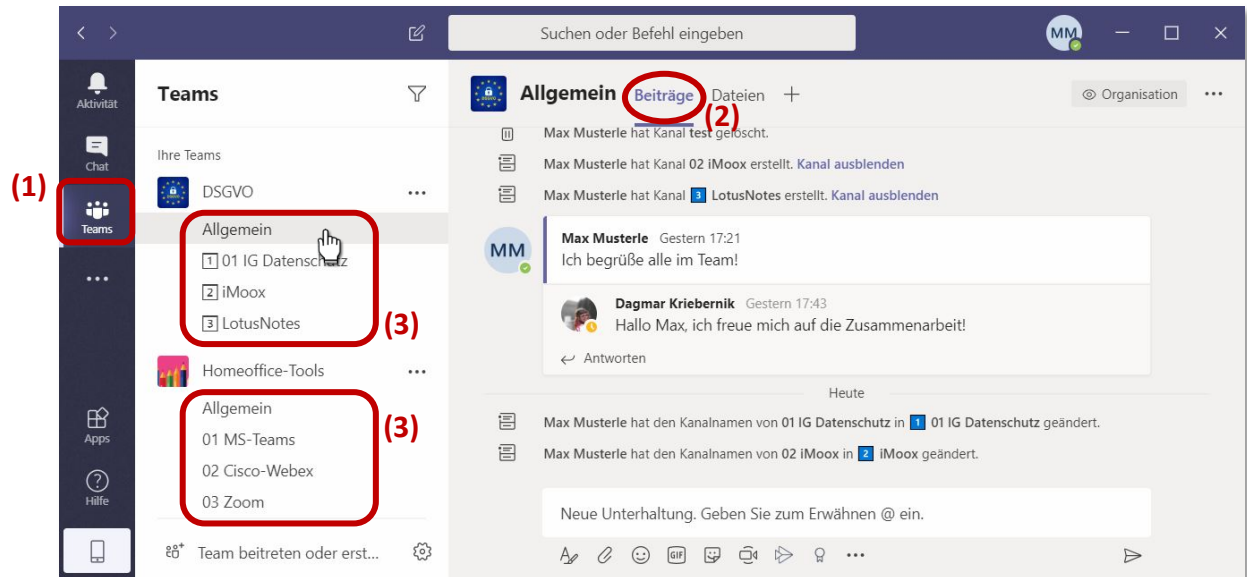 Suchen oder Befehl eingeben
MM
Aktivität
Chat
(1)
Teams
Apps
Hilfe
Teams
Ihre Teams
DSGVO
Allgemein
1 01 IG Datenschutz
2 iMoox
3 LotusNotes
(3)
Homeoffice-Tools
Allgemein
01 MS-Teams
02 Cisco-Webex
03 Zoom
(3)
Team beitreten oder erst...
Allgemein Beiträge Dateien
(2)
Organisation
Max Musterle hat Kanal test gelöscht.
Max Musterle hat Kanal 02 iMoox erstellt. Kanal ausblenden
Max Musterle hat Kanal 3 LotusNotes erstellt. Kanal ausblenden
MM
Max Musterle Gestern 17:21
Ich begrüße alle im Team!
Dagmar Kriebernik Gestern 17:43
Hallo Max, ich freue mich auf die Zusammenarbeit!
Antworten
Heute
Max Musterle hat den Kanalnamen von 01 IG Datenschutz in 1 01 IG Datenschutz geändert.
Max Musterle hat den Kanalnamen von 02 iMoox in 2 iMoox geändert.
Neue Unterhaltung. Geben Sie zum Erwähnen @ ein.
GIF